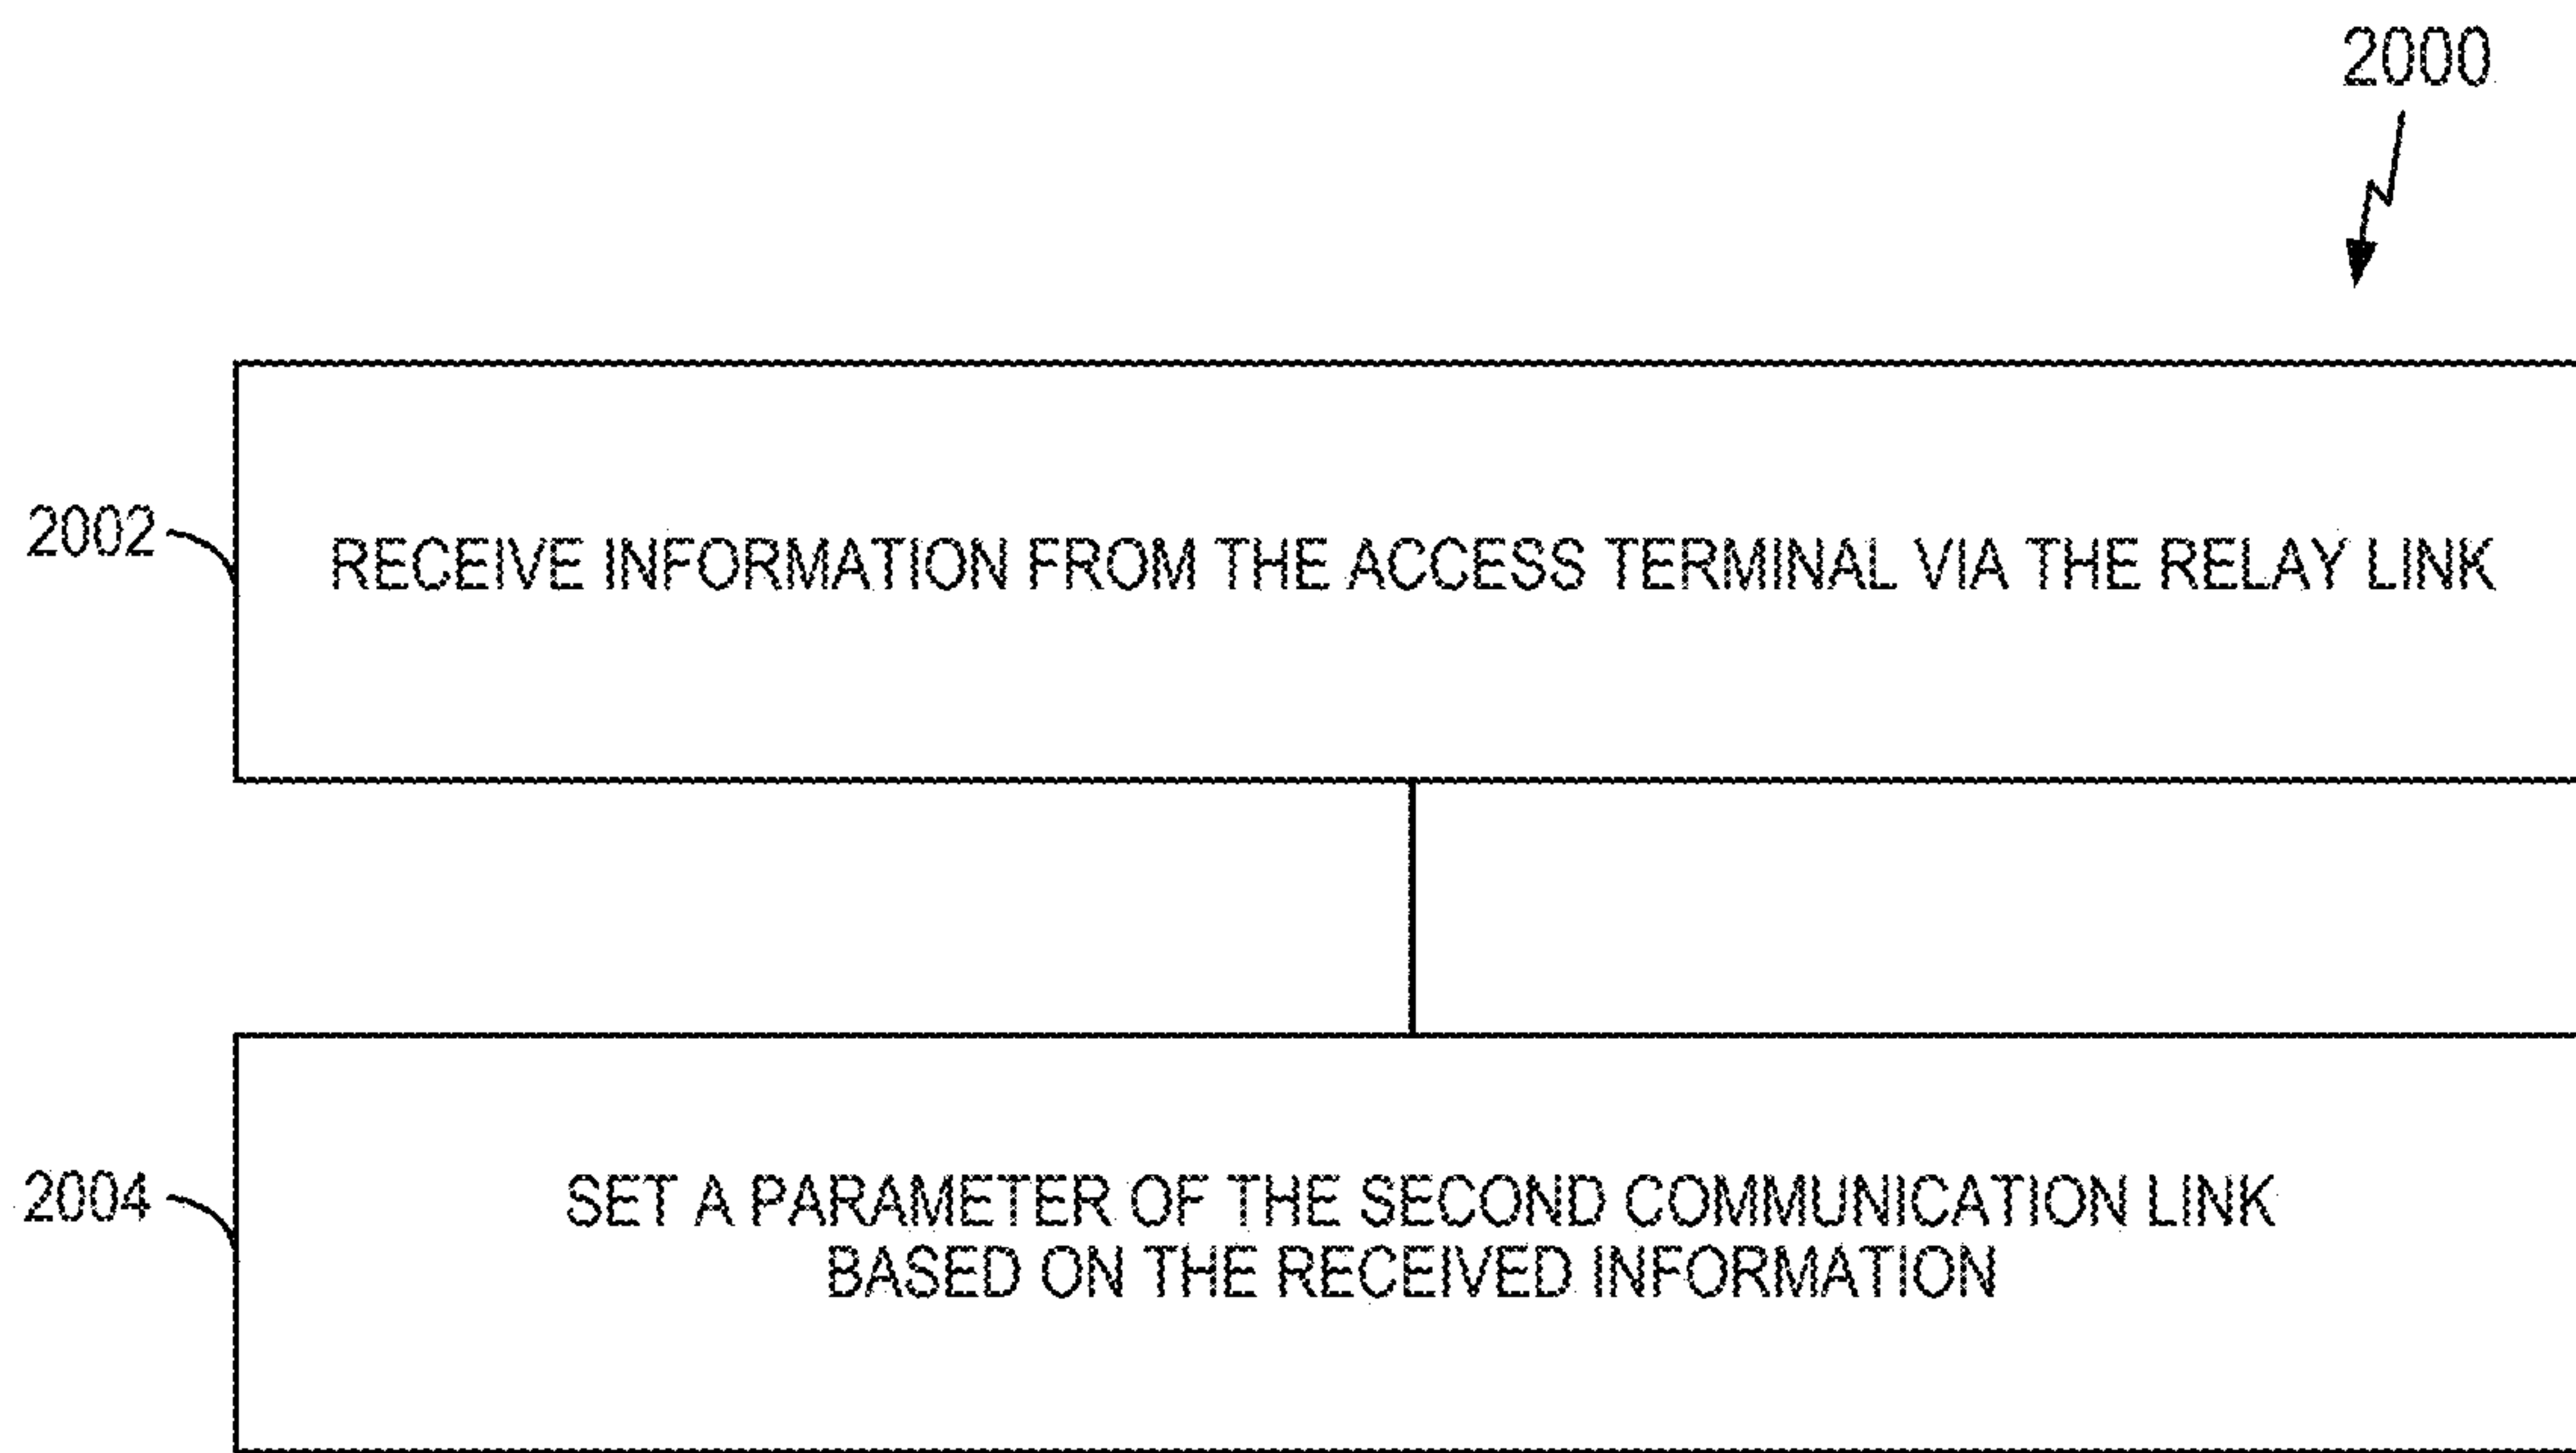 2000
2002
RECEIVE INFORMATION FROM THE ACCESS TERMINAL VIA THE RELAY LINK
2004
SET A PARAMETER OF THE SECOND COMMUNICATION LINK
BASED ON THE RECEIVED INFORMATION